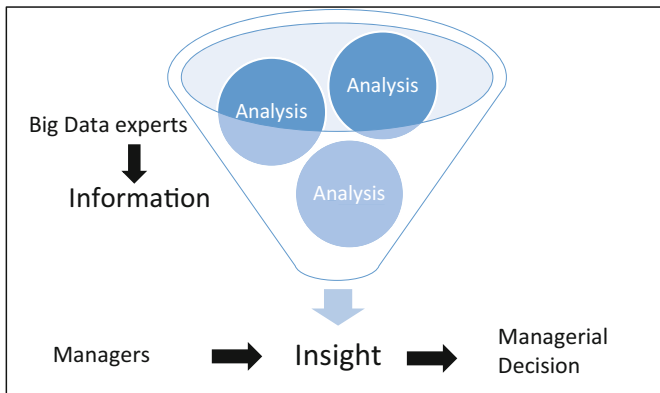 Analysis
Analysis
Big Data experts
Analysis
Information
Managers
Insight
Managerial
Decision